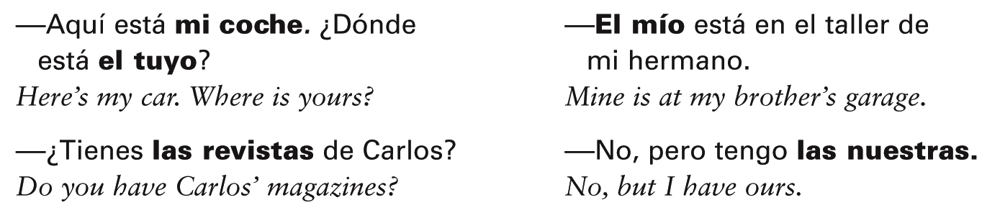 —Aquí está mi coche. ¿Dónde
está el tuyo?
Here's my car. Where is yours?
—El mío está en el taller de
mi hermano.
Mine is at my brother's garage.
—¿Tienes las revistas de Carlos?
Do you have Carlos' magazines?
—No, pero tengo las nuestras.
No, but I have ours.